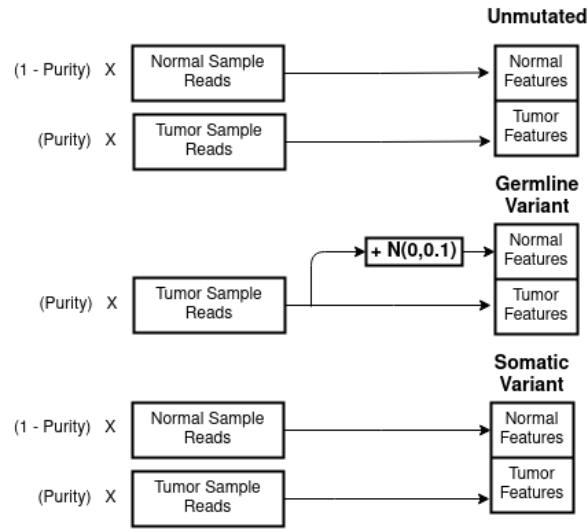 Unmutated
(1 - Purity) X Normal Sample Reads Normal Features
(Purity) X Tumor Sample Reads Tumor Features
Germline
Variant
+ N(0,0.1) Normal Features
(Purity) X Tumor Sample Reads Tumor Features
Somatic
Variant
(1 - Purity) X Normal Sample Reads Normal Features
(Purity) X Tumor Sample Reads Tumor Features